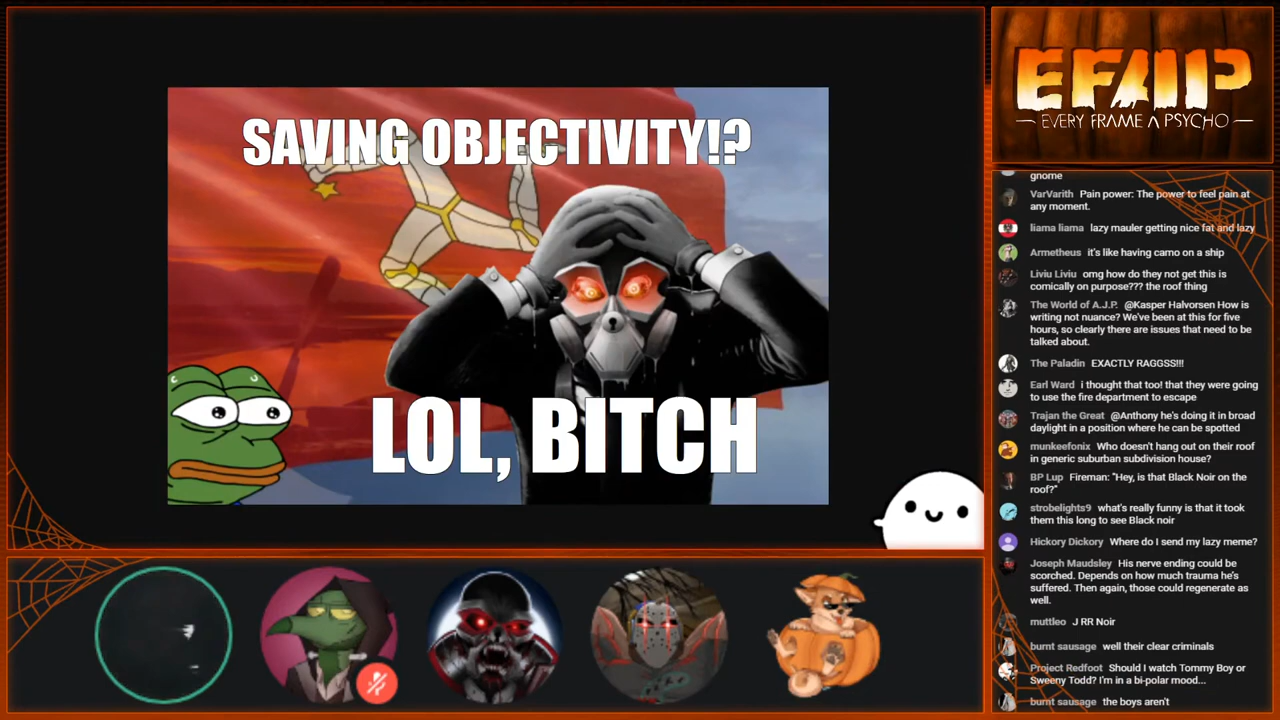 SAVING OBJECTIVITY!?
LOL, BITCH
EFAP
EVERY FRAME A PSYCHO
gnome
VarVarith Pain power: The power to feel pain at
any moment.
liama liama lazy mauler getting nice fat and lazy
Armetheus it's like having camo on a ship
Liviu Liviu omg how do they not get this is
comically on purpose??? the roof thing
The World of A.J.P. @Kasper Halvorsen How is
writing not nuance? We've been at this for five
hours, so clearly there are issues that need to be
talked about.
The Paladin EXACTLY RAGGSS!!!
Earl Ward i thought that too! that they were going
to use the fire department to escape
Trajan the Great @Anthony he's doing it in broad
daylight in a position where he can be spotted
munkeefonix Who doesn't hang out on their roof
in generic suburban subdivision house?
BP Lup Fireman: "Hey, is that Black Noir on the
roof?"
strobelights9 what's really funny is that it took
them this long to see Black noir
Hickory Dickory Where do I send my lazy meme?
Joseph Maudsley His nerve ending could be
scorched. Depends on how much trauma he's
suffered. Then again, those could regenerate as
well.
muttleo J RR Noir
burnt sausage well their clear criminals
Project Redfoot Should I watch Tommy Boy or
Sweeny Todd? I'm in a bi-polar mood...
burnt sausage the boys aren't